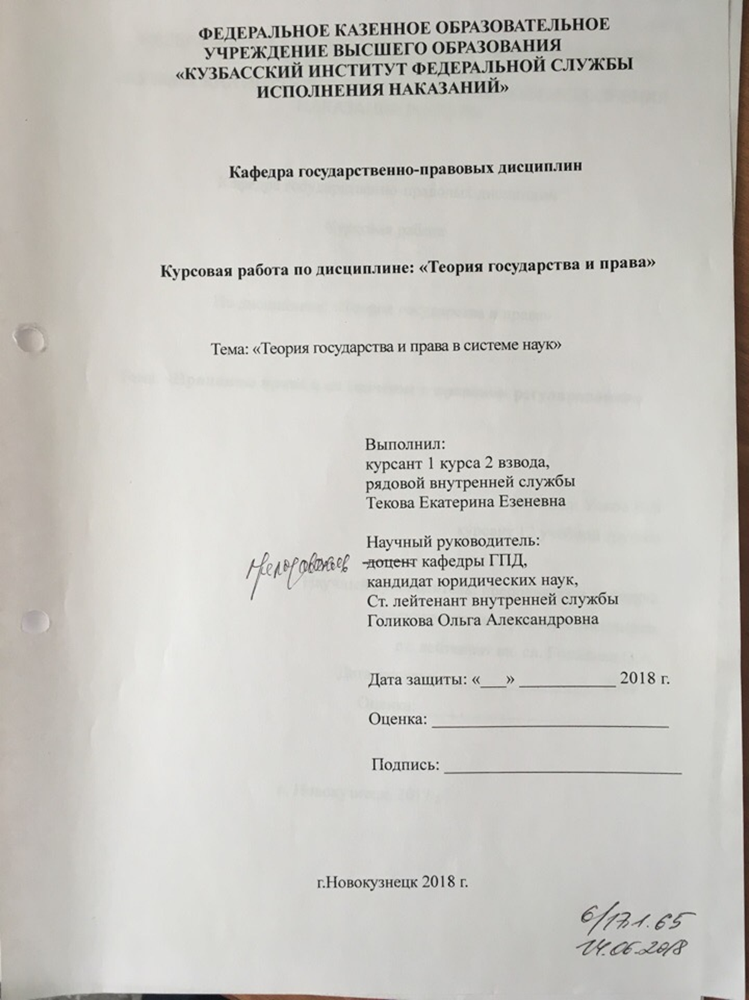 ФЕДЕРАЛЬНОЕ КАЗЕННОЕ ОБРАЗОВАТЕЛЬНОЕ
УЧРЕЖДЕНИЕ ВЫСШЕГО ОБРАЗОВАНИЯ
«КУЗБАССКИЙ ИНСТИТУТ ФЕДЕРАЛЬНОЙ СЛУЖБЫ
ИСПОЛНЕНИЯ НАКАЗАНИЙ»
Кафедра государственно-правовых дисциплин
Курсовая работа по дисциплине: «Теория государства и права»
Тема: «Теория государства и права в системе наук»
Выполнил:
курсант 1 курса 2 взвода,
рядовой внутренней службы
Текова Екатерина Езеневна
Научный руководитель:
доцент кафедры ГПД,
кандидат юридических наук,
Ст. лейтенант внутренней службы
Голикова Ольга Александровна
Дата защиты: «___» ___________ 2018 г.
Оценка: ___________________________
Подпись: ___________________________
г.Новокузнецк 2018 г.
6/17.1.65
14.06.2018